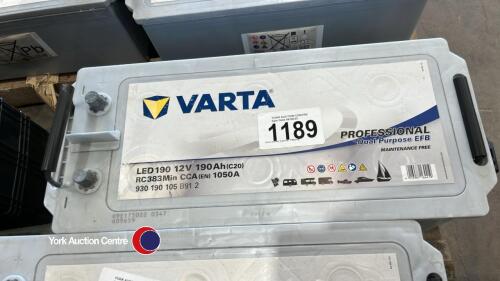 VARTA
1189
PROFESSIONAL
Dual Purpose EFB
MAINTENANCE FREE
LED190 12V 190Ah(C20)
RC383Min CCA(EN) 1050A
930 190 105 B91 2
York Auction Centre
Pb